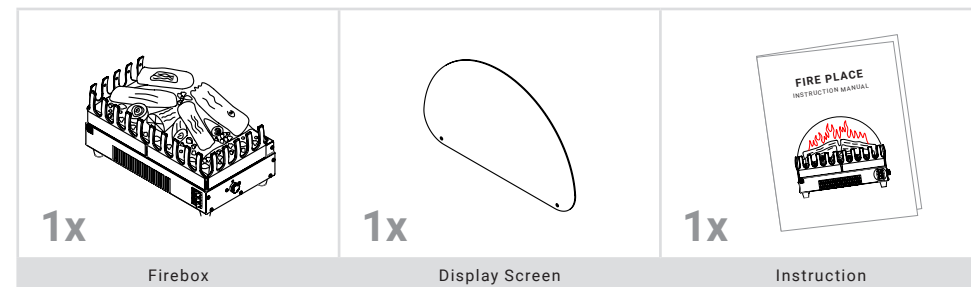 FIRE PLACE
INSTRUCTION MANUAL
1x
1x
1x
Firebox
Display Screen
Instruction